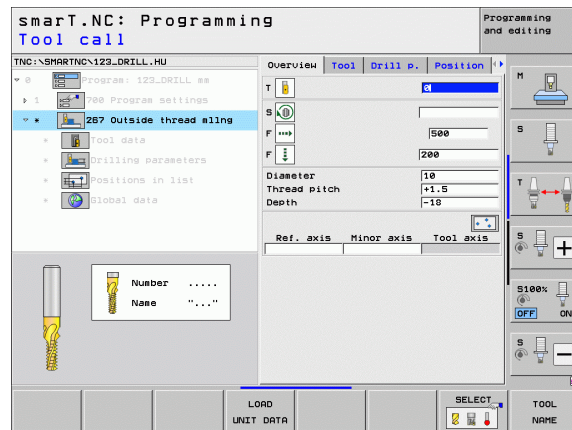 smarT.NC: Programming
Tool call
Programming
and editing
TNC:\SMARTNC\123_DRILL.HU
0 Program: 123_DRILL mm
1 700 Program settings
* 267 Outside thread mllng
* Tool data
* Drilling parameters
* Positions in list
* Global data
Overview Tool Drill p. Position
T 0
S
F 500
F 200
Diameter 10
Thread pitch +1.5
Depth -18
Ref. axis Minor axis Tool axis
Number .....
Name "..."
M
S
T
S +
S100%
OFF ON
S -
LOAD
UNIT DATA
SELECT
TOOL
NAME